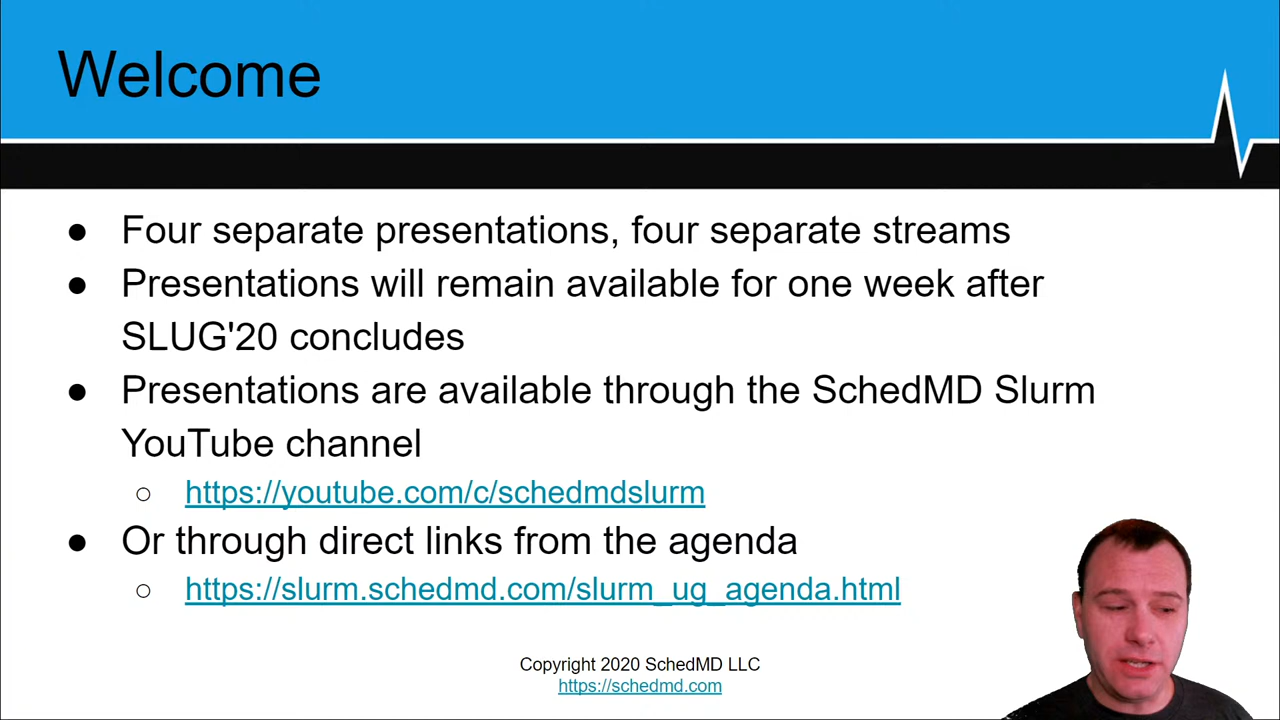 Welcome
● Four separate presentations, four separate streams
● Presentations will remain available for one week after
SLUG'20 concludes
● Presentations are available through the SchedMD Slurm
YouTube channel
○ https://youtube.com/c/schedmdslurm
● Or through direct links from the agenda
○ https://slurm.schedmd.com/slurm_ug_agenda.html
Copyright 2020 SchedMD LLC
https://schedmd.com